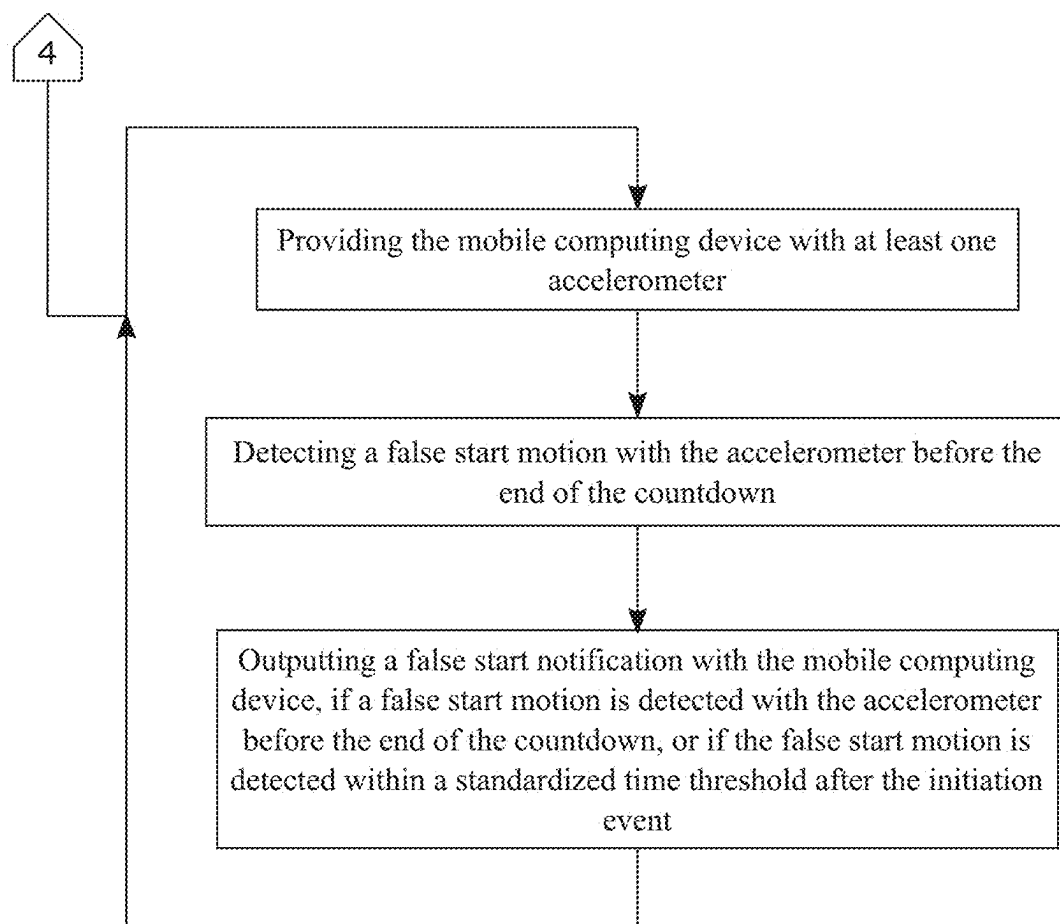 4
Providing the mobile computing device with at least one
accelerometer
Detecting a false start motion with the accelerometer before the
end of the countdown
Outputting a false start notification with the mobile computing
device, if a false start motion is detected with the accelerometer
before the end of the countdown, or if the false start motion is
detected within a standardized time threshold after the initiation
event